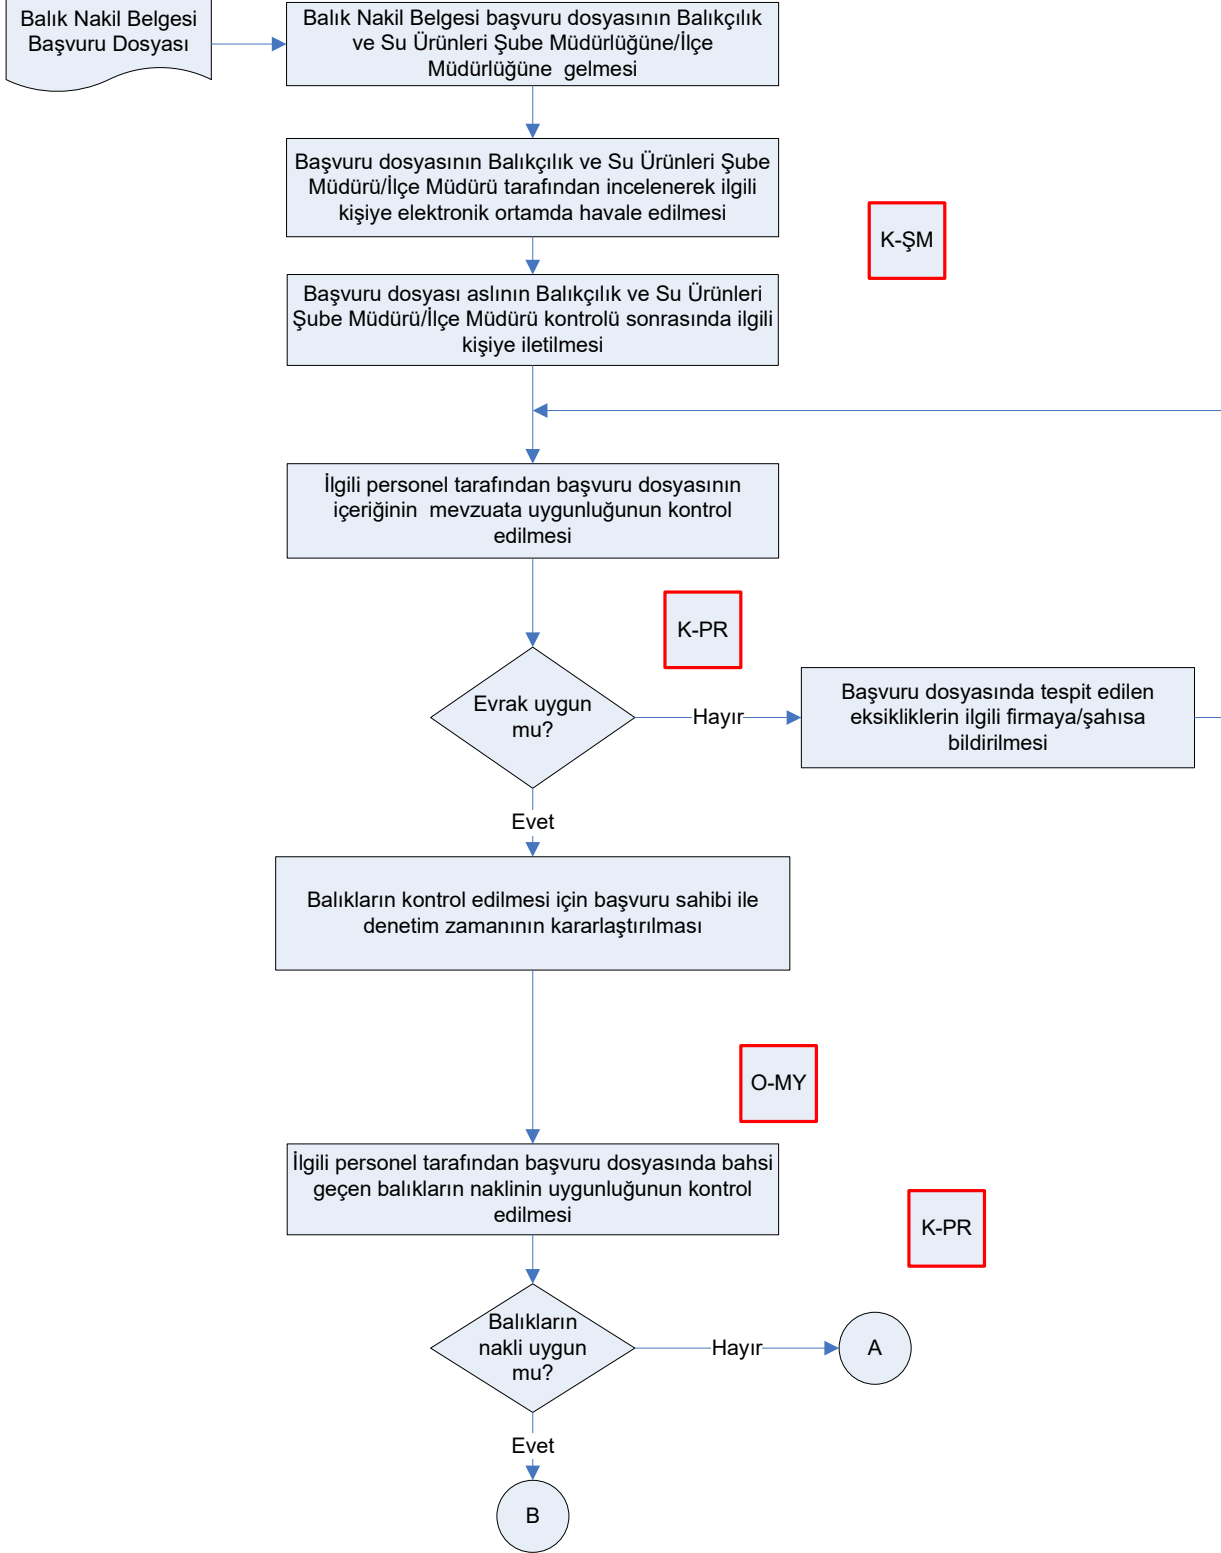 Balık Nakil Belgesi
Başvuru Dosyası
Balık Nakil Belgesi başvuru dosyasının Balıkçılık
ve Su Ürünleri Şube Müdürlüğüne/İlçe
Müdürlüğüne gelmesi
Başvuru dosyasının Balıkçılık ve Su Ürünleri Şube
Müdürü/İlçe Müdürü tarafından incelenerek ilgili
kişiye elektronik ortamda havale edilmesi
K-ŞM
Başvuru dosyası aslının Balıkçılık ve Su Ürünleri
Şube Müdürü/İlçe Müdürü kontrolü sonrasında ilgili
kişiye iletilmesi
İlgili personel tarafından başvuru dosyasının
içeriğinin mevzuata uygunluğunun kontrol
edilmesi
K-PR
Evrak uygun
mu?
Hayır
Başvuru dosyasında tespit edilen
eksikliklerin ilgili firmaya/şahısa
bildirilmesi
Evet
Balıkların kontrol edilmesi için başvuru sahibi ile
denetim zamanının kararlaştırılması
O-MY
İlgili personel tarafından başvuru dosyasında bahsi
geçen balıkların naklinin uygunluğunun kontrol
edilmesi
K-PR
Balıkların
nakli uygun
mu?
Hayır
A
Evet
B